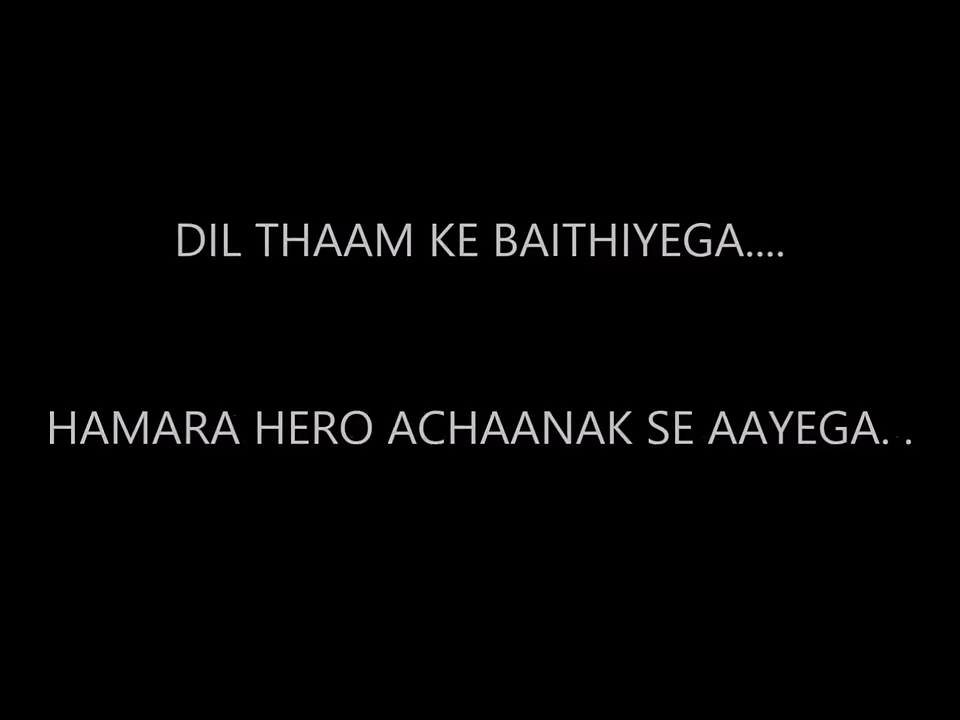 DIL THAAM KE BAITHIYEGA....
HAMARA HERO ACHAANAK SE AAYEGA. .